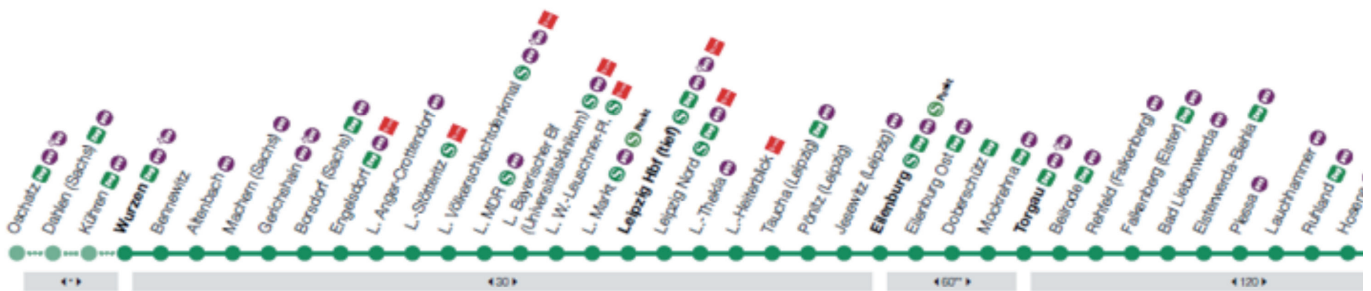 Oschatz
Dahlen (Sachs)
Kühren
Wurzen
Bennewitz
Altenbach
Machern (Sachs)
Gerichshain
Borsdorf (Sachs)
Engelsdorf
L. Anger-Crottendorf
L.-Stötteritz
L. Völkerschlachtdenkmal
L. MDR
L. Bayerischer Bf
(Universitätsklinikum)
L. W.-Leuschner-Pl.
L. Markt
Leipzig Hbf (tief)
Leipzig Nord
L.-Thekla
L.-Heiterblick
Taucha (Leipzig)
Pönitz (Leipzig)
Jesewitz (Leipzig)
Eilenburg
Eilenburg Ost
Doberschütz
Mockrehna
Torgau
Beilrode
Rehfeld (Falkenberg)
Falkenberg (Elster)
Bad Liebenwerda
Elsterwerda-Biehla
Plessa
Lauchhammer
Ruhland
30
60**
120